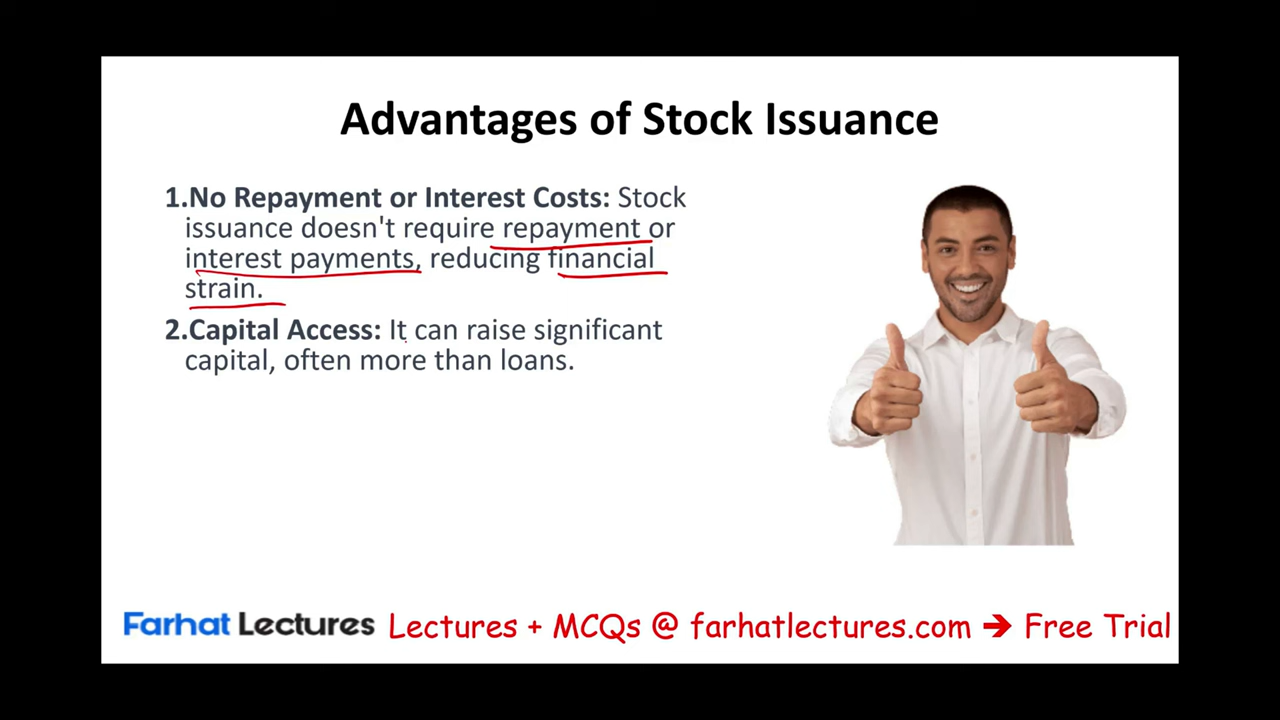 Advantages of Stock Issuance
1.No Repayment or Interest Costs: Stock
issuance doesn't require repayment or
interest payments, reducing financial
strain.
2.Capital Access: It can raise significant
capital, often more than loans.
Farhat Lectures Lectures + MCQs @ farhatlectures.com → Free Trial